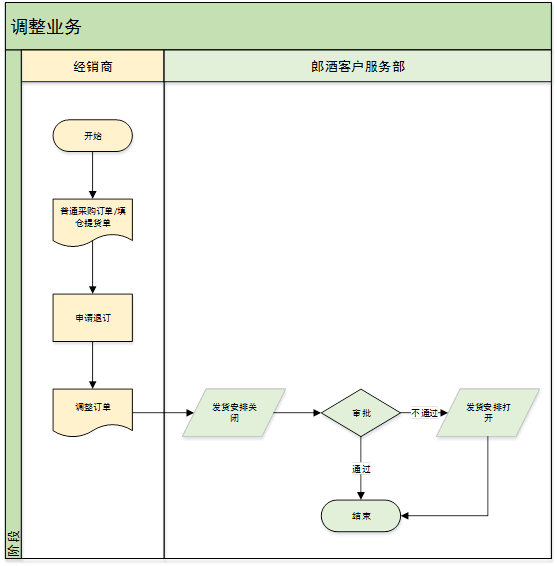 调整业务
经销商
郎酒客户服务部
开始
普通采购订单/填
仓提货单
申请退订
调整订单
发货安排关
闭
审批
不通过
发货安排打
开
通过
结束
阶段